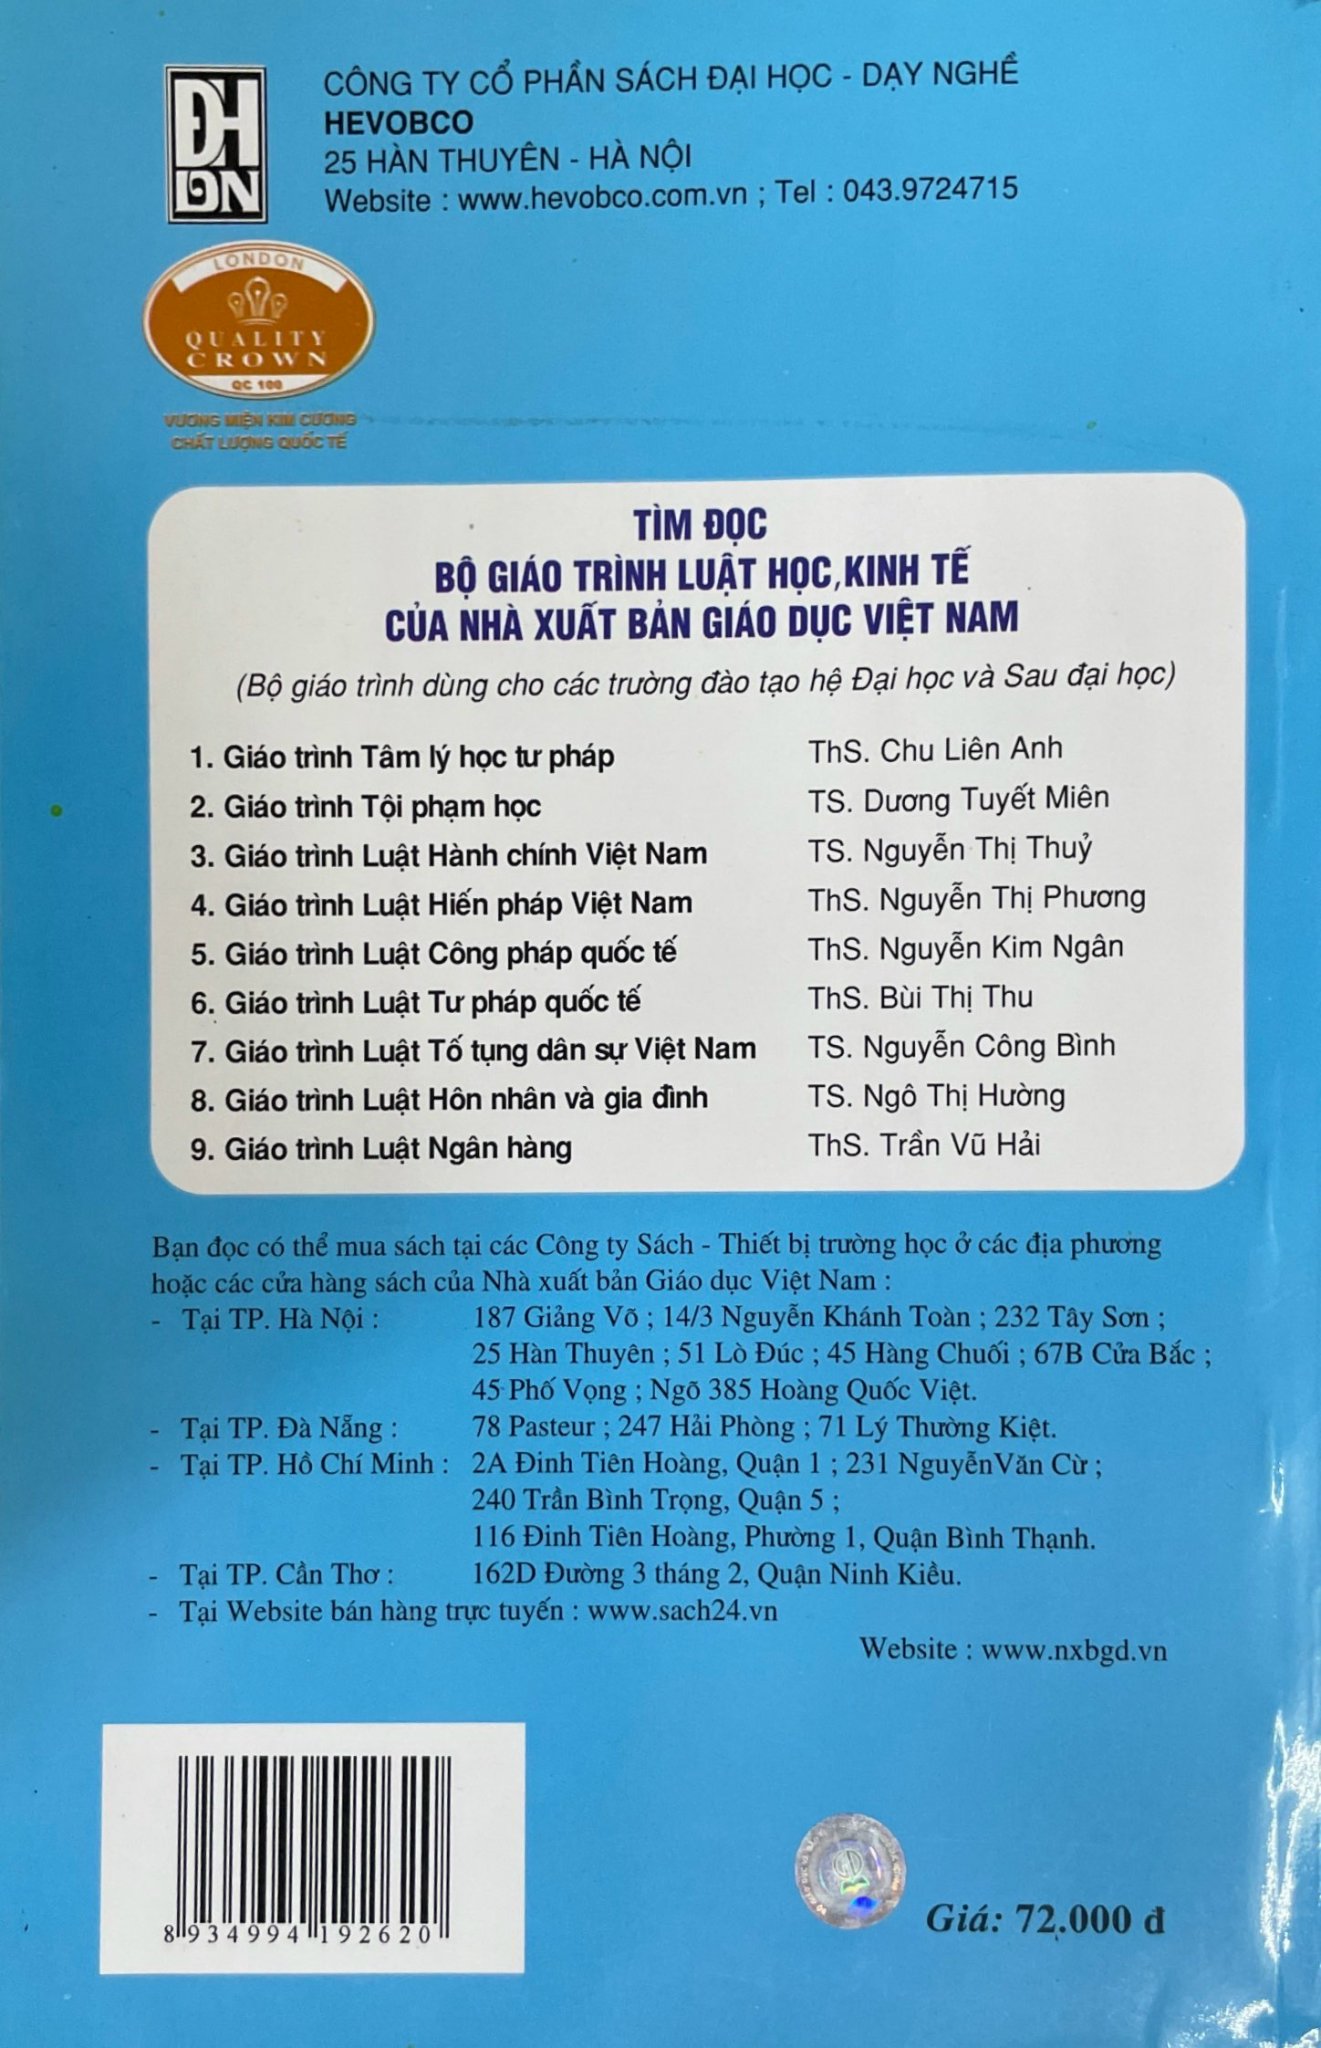 ĐH
DN
CÔNG TY CỔ PHẦN SÁCH ĐẠI HỌC - DẠY NGHỀ
HEVOBCO
25 HÀN THUYÊN - HÀ NỘI
Website : www.hevobco.com.vn ; Tel : 043.9724715
LONDON
QUALITY
CROWN
QC 100
VƯƠNG MIỆN KIM CƯƠNG
CHẤT LƯỢNG QUỐC TẾ
TÌM ĐỌC
BỘ GIÁO TRÌNH LUẬT HỌC, KINH TẾ
CỦA NHÀ XUẤT BẢN GIÁO DỤC VIỆT NAM
(Bộ giáo trình dùng cho các trường đào tạo hệ Đại học và Sau đại học)
1. Giáo trình Tâm lý học tư pháp ThS. Chu Liên Anh
2. Giáo trình Tội phạm học TS. Dương Tuyết Miên
3. Giáo trình Luật Hành chính Việt Nam TS. Nguyễn Thị Thuỷ
4. Giáo trình Luật Hiến pháp Việt Nam ThS. Nguyễn Thị Phương
5. Giáo trình Luật Công pháp quốc tế ThS. Nguyễn Kim Ngân
6. Giáo trình Luật Tư pháp quốc tế ThS. Bùi Thị Thu
7. Giáo trình Luật Tố tụng dân sự Việt Nam TS. Nguyễn Công Bình
8. Giáo trình Luật Hôn nhân và gia đình TS. Ngô Thị Hường
9. Giáo trình Luật Ngân hàng ThS. Trần Vũ Hải
Bạn đọc có thể mua sách tại các Công ty Sách - Thiết bị trường học ở các địa phương
hoặc các cửa hàng sách của Nhà xuất bản Giáo dục Việt Nam :
- Tại TP. Hà Nội : 187 Giảng Võ ; 14/3 Nguyễn Khánh Toàn ; 232 Tây Sơn ;
25 Hàn Thuyên ; 51 Lò Đúc ; 45 Hàng Chuối ; 67B Cửa Bắc ;
45 Phố Vọng ; Ngõ 385 Hoàng Quốc Việt.
- Tại TP. Đà Nẵng : 78 Pasteur ; 247 Hải Phòng ; 71 Lý Thường Kiệt.
- Tại TP. Hồ Chí Minh : 2A Đinh Tiên Hoàng, Quận 1 ; 231 NguyễnVăn Cừ ;
240 Trần Bình Trọng, Quận 5 ;
116 Đinh Tiên Hoàng, Phường 1, Quận Bình Thạnh.
- Tại TP. Cần Thơ : 162D Đường 3 tháng 2, Quận Ninh Kiều.
- Tại Website bán hàng trực tuyến : www.sach24.vn
Website : www.nxbgd.vn
8 934994 192620
Giá: 72.000 đ